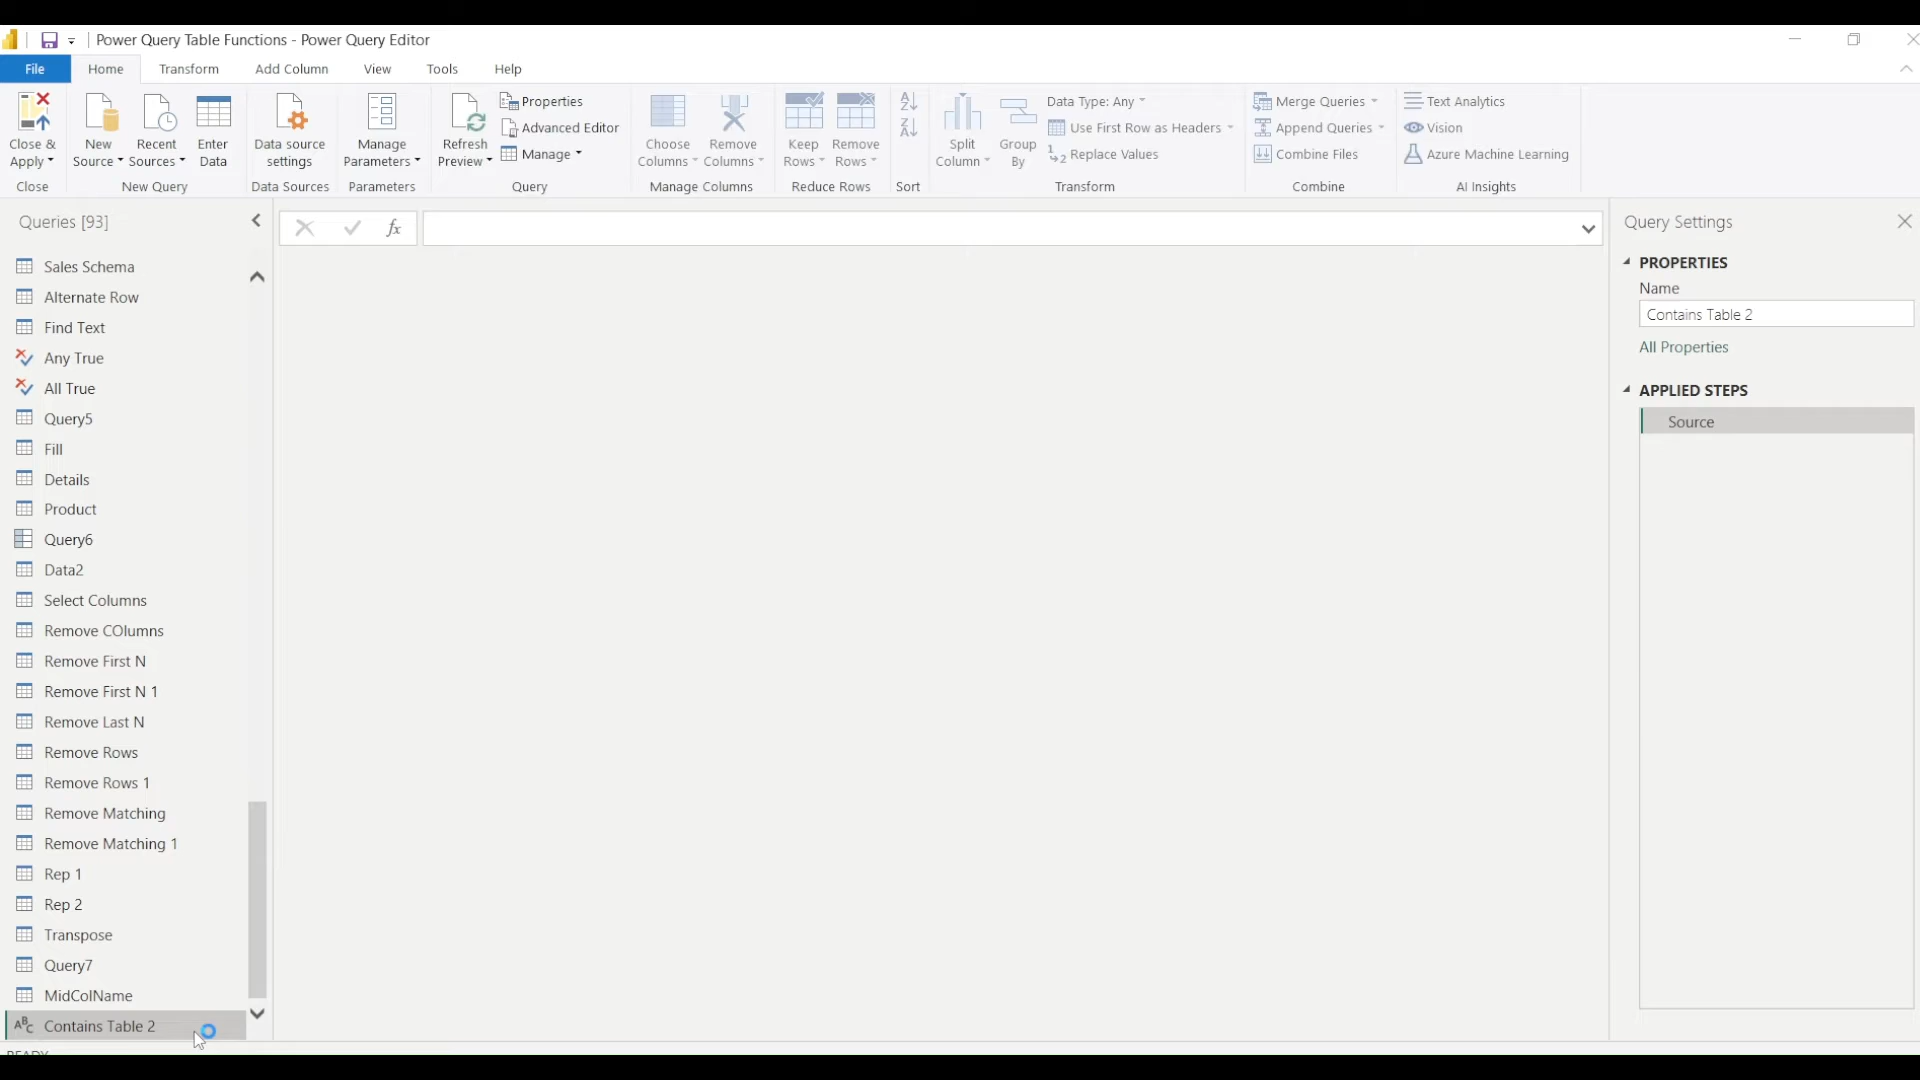 Power Query Table Functions - Power Query Editor
File Home Transform Add Column View Tools Help
Close & Apply
New Source
Recent Sources
Enter Data
Data source settings
Manage Parameters
Refresh Preview
Properties
Advanced Editor
Manage
Choose Columns
Remove Columns
Keep Rows
Remove Rows
Split Column
Group By
Data Type: Any
Use First Row as Headers
Replace Values
Merge Queries
Append Queries
Combine Files
Text Analytics
Vision
Azure Machine Learning
Close New Query Data Sources Parameters Query Manage Columns Reduce Rows Sort Transform Combine AI Insights
Queries [93]
fx
Sales Schema
Alternate Row
Find Text
Any True
All True
Query5
Fill
Details
Product
Query6
Data2
Select Columns
Remove COlumns
Remove First N
Remove First N 1
Remove Last N
Remove Rows
Remove Rows 1
Remove Matching
Remove Matching 1
Rep 1
Rep 2
Transpose
Query7
MidColName
ABC Contains Table 2
READY
Query Settings
PROPERTIES
Name
Contains Table 2
All Properties
APPLIED STEPS
Source